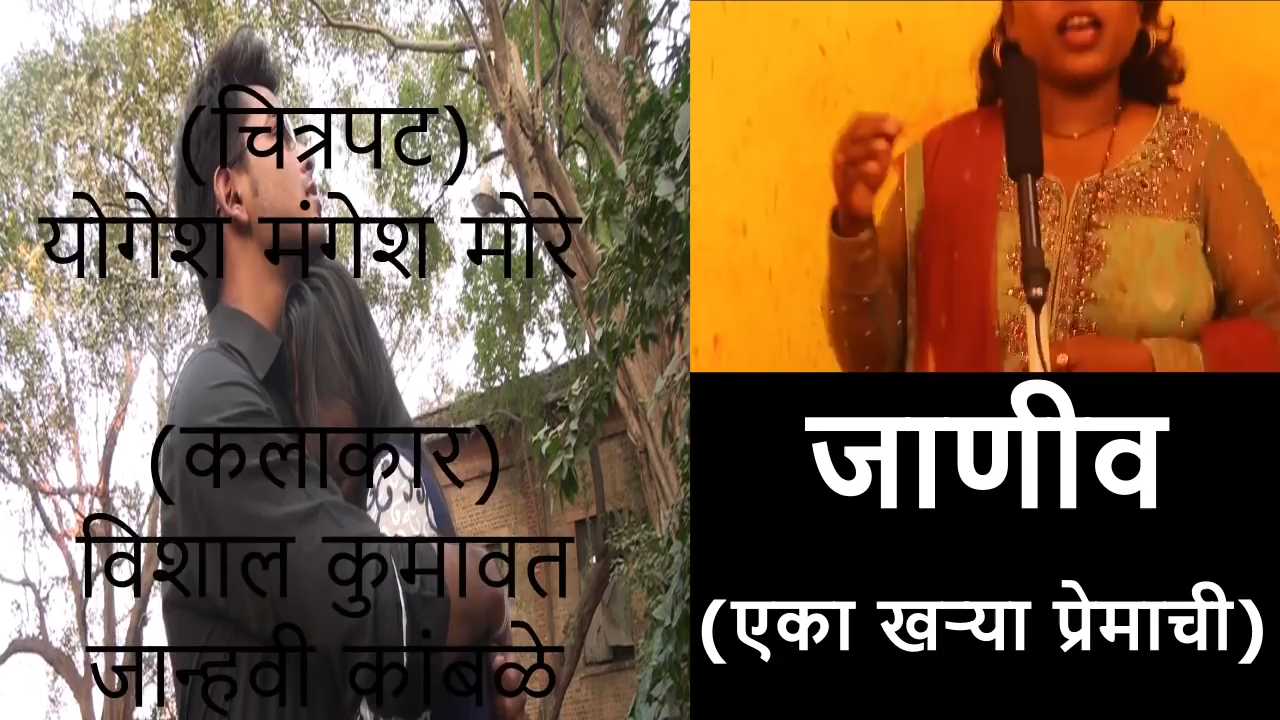 (चित्रपट)
योगेश मंगेश मोरे
(कलाकार)
विशाल कुमावत
जान्हवी कांबळे
जाणीव
(एका खऱ्या प्रेमाची)